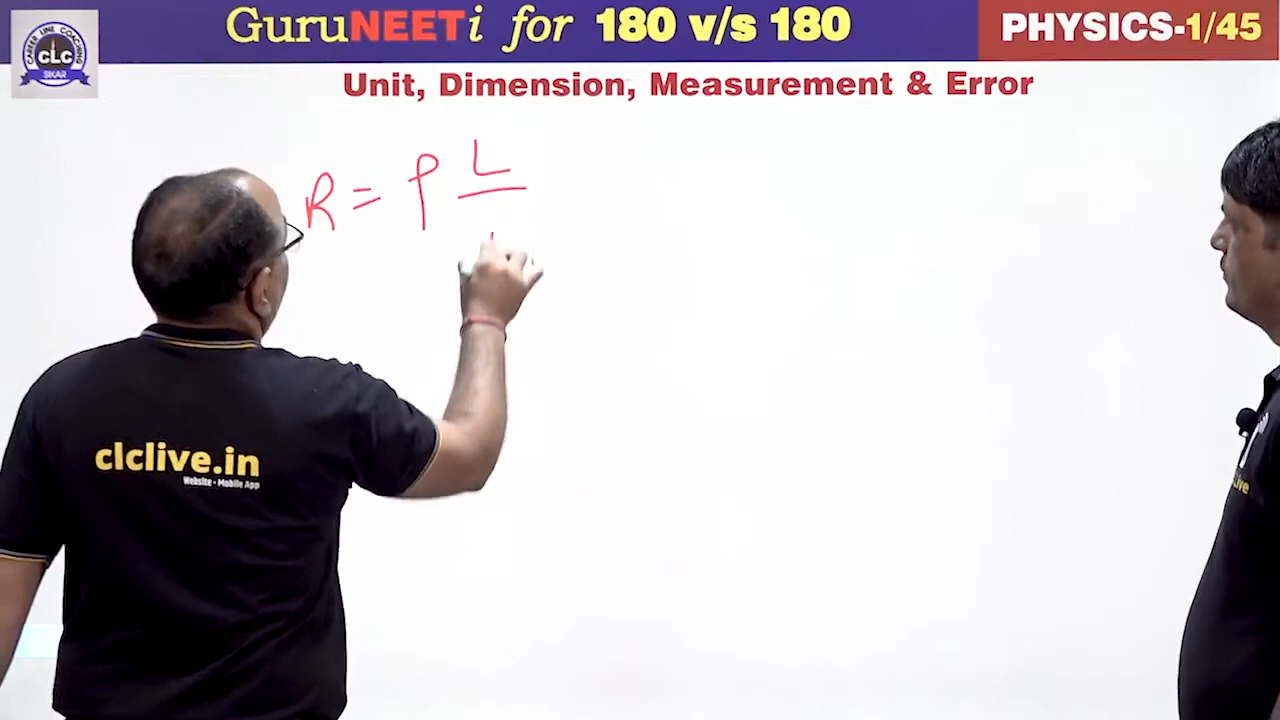 GuruNEETi for 180 v/s 180
PHYSICS-1/45
CAREER LINE COACHING
CLC
SIKAR
Unit, Dimension, Measurement & Error
R = ρ L
clclive.in
Website - Mobile App